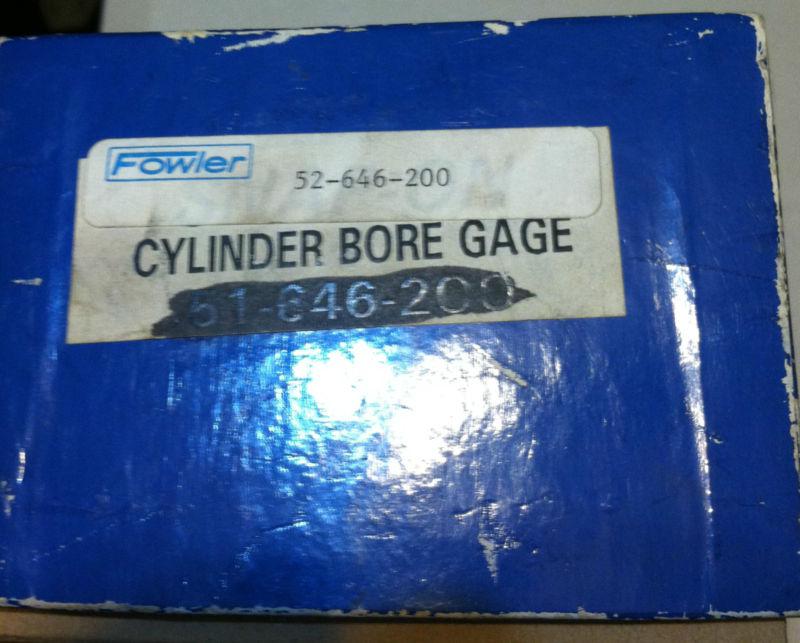 Fowler
52-646-200
CYLINDER BORE GAGE
51-646-200